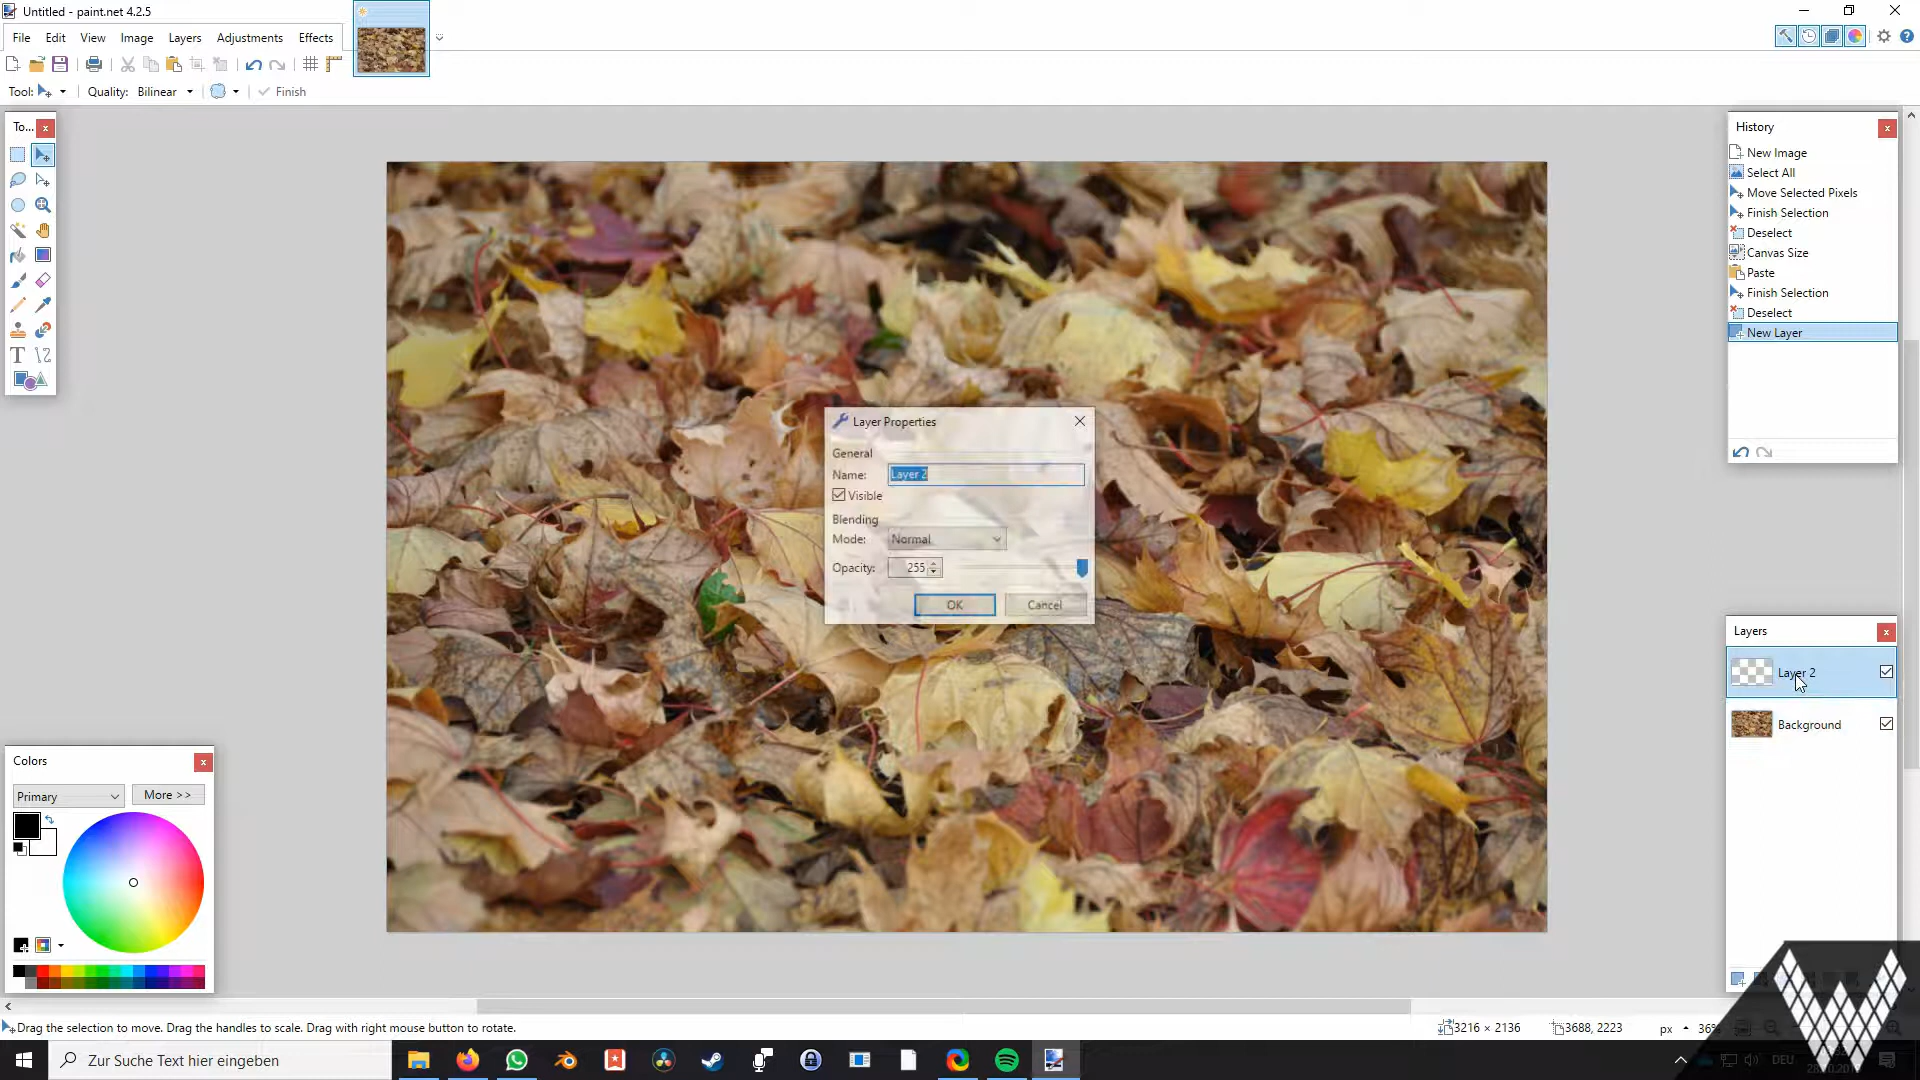 Untitled - paint.net 4.2.5
File Edit View Image Layers Adjustments Effects
Tool: Quality: Bilinear Finish
To...
History
New Image
Select All
Move Selected Pixels
Finish Selection
Deselect
Canvas Size
Paste
Finish Selection
Deselect
New Layer
Layer Properties
General
Name: Layer 2
Visible
Blending
Mode: Normal
Opacity: 255
OK Cancel
Layers
Layer 2
Background
Colors
Primary More >>
Drag the selection to move. Drag the handles to scale. Drag with right mouse button to rotate.
3216 × 2136 3688, 2223 px 36%
Zur Suche Text hier eingeben
DEU